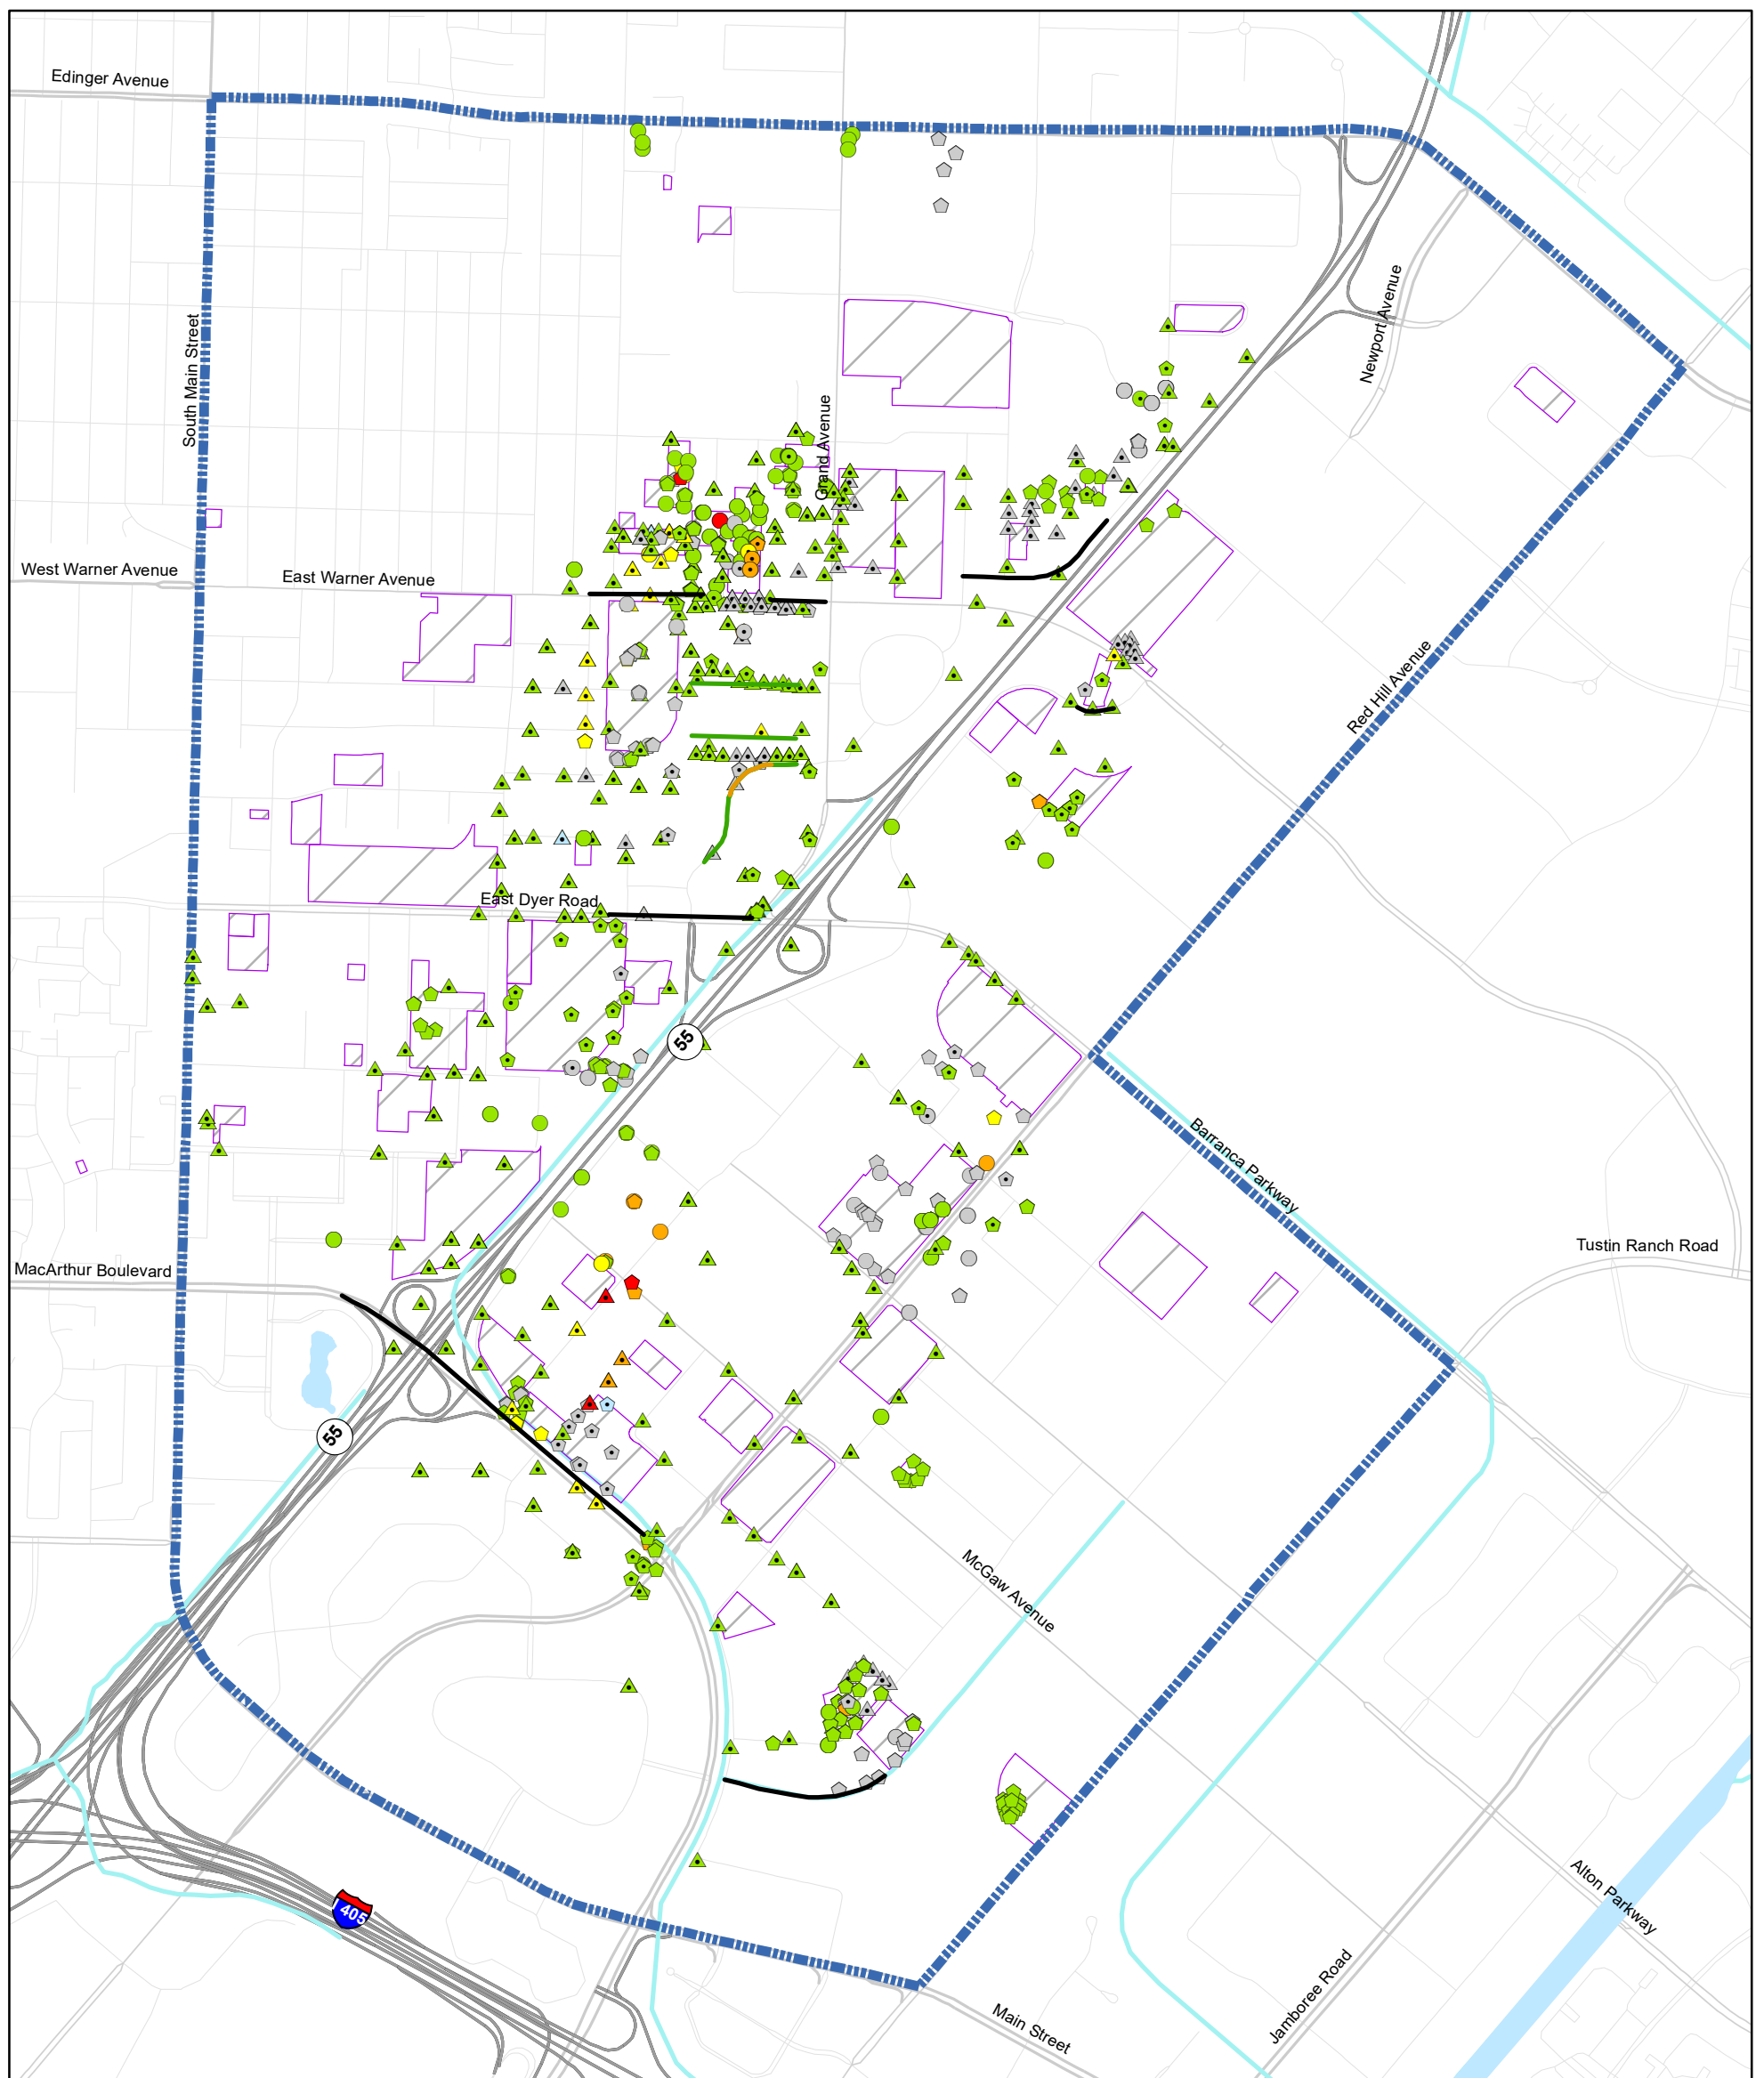 Edinger Avenue
South Main Street
Newport Avenue
Grand Avenue
West Warner Avenue
East Warner Avenue
Red Hill Avenue
East Dyer Road
55
Barranca Parkway
Tustin Ranch Road
MacArthur Boulevard
55
McGaw Avenue
Alton Parkway
405
Jamboree Road
Main Street